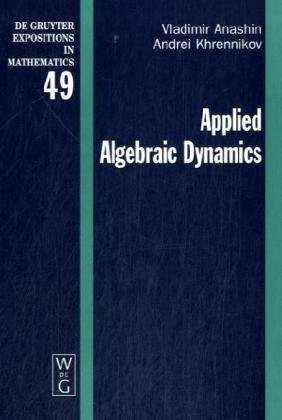 DE GRUYTER
EXPOSITIONS
IN
MATHEMATICS
49
Vladimir Anashin
Andrei Khrennikov
Applied
Algebraic Dynamics
W
DE
G